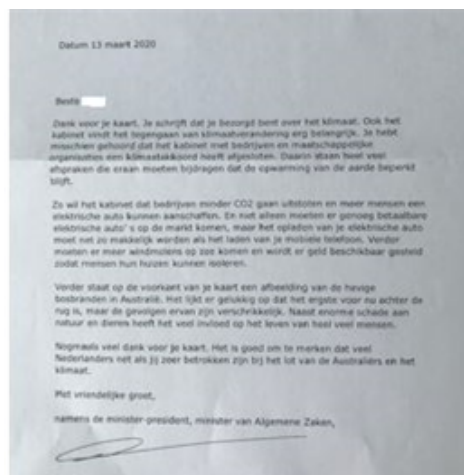 Datum 13 maart 2020
Beste
Dank voor je kaart. Je schrijft dat je bezorgd bent over het klimaat. Ook het
kabinet vindt het tegengaan van klimaatverandering erg belangrijk. Je hebt
misschien gehoord dat het kabinet met bedrijven en maatschappelijke
organisaties een klimaatakkoord heeft afgesloten. Daarin staan heel veel
afspraken die eraan moeten bijdragen dat de opwarming van de aarde beperkt
blijft.
Zo wil het kabinet dat bedrijven minder CO2 gaan uitstoten en meer mensen een
elektrische auto kunnen aanschaffen. En niet alleen moeten er genoeg betaalbare
elektrische auto's op de markt komen, maar het opladen van je elektrische auto
moet net zo makkelijk worden als het laden van je mobiele telefoon. Verder
moeten er meer windmolens op zee komen en wordt er geld beschikbaar gesteld
zodat mensen hun huizen kunnen isoleren.
Verder staat op de voorkant van je kaart een afbeelding van de hevige
bosbranden in Australië. Het lijkt er gelukkig op dat het ergste voor nu achter de
rug is, maar de gevolgen ervan zijn verschrikkelijk. Naast enorme schade aan
natuur en dieren heeft het veel invloed op het leven van heel veel mensen.
Nogmaals veel dank voor je kaart. Het is goed om te merken dat veel
Nederlanders net als jij zeer betrokken zijn bij het lot van de Australiërs en het
klimaat.
Met vriendelijke groet,
namens de minister-president, minister van Algemene Zaken,